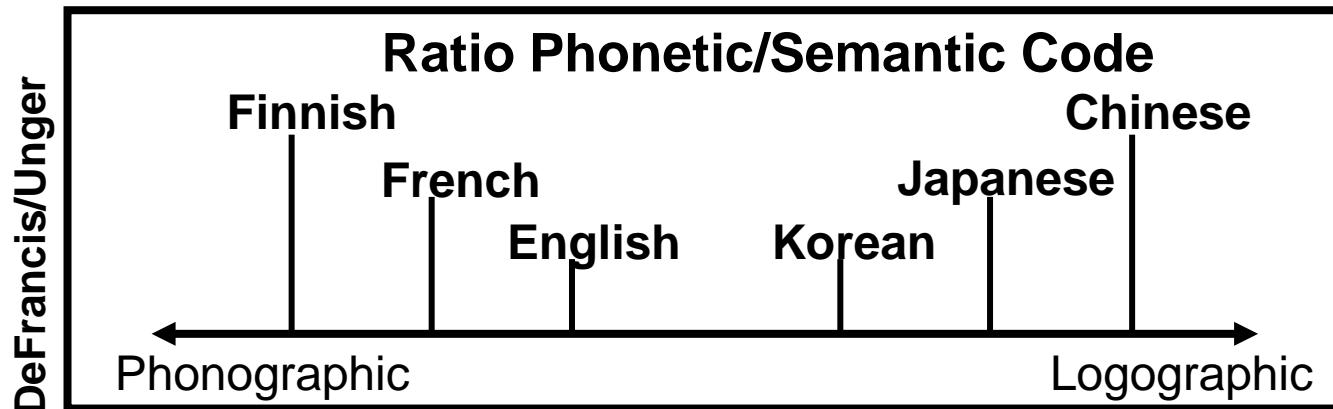 Ratio Phonetic/Semantic Code
Finnish
Chinese
French
Japanese
English
Korean
Phonographic
Logographic
DeFrancis/Unger